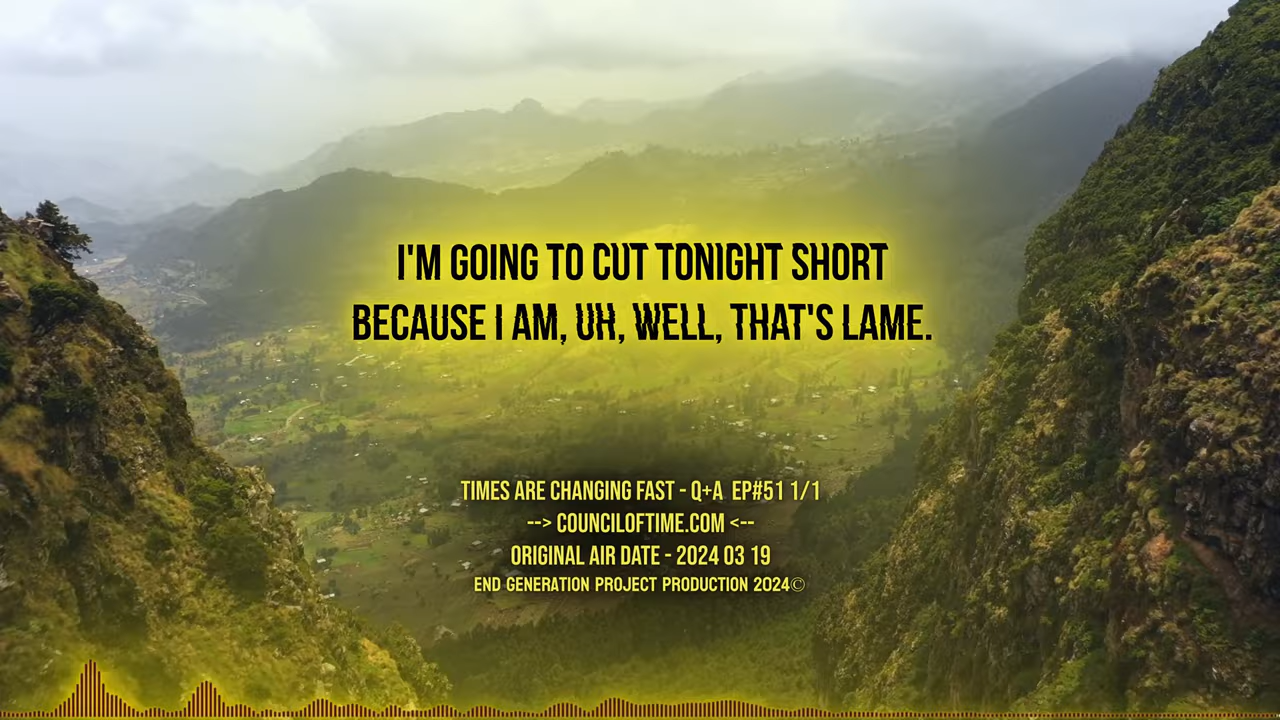 I'M GOING TO CUT TONIGHT SHORT
BECAUSE I AM, UH, WELL, THAT'S LAME.
TIMES ARE CHANGING FAST - Q+A EP#51 1/1
--> COUNCILOFTIME.COM <--
ORIGINAL AIR DATE - 2024 03 19
END GENERATION PROJECT PRODUCTION 2024©